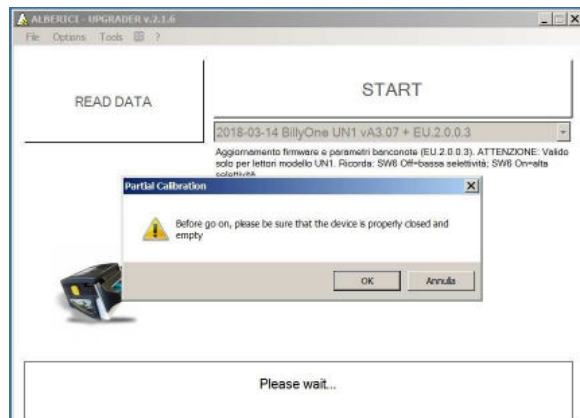 ALBERICI - UPGRADER v.2.1.6
File Options Tools ?
READ DATA
START
2018-03-14 BillyOne UN1 vA3.07 + EU.2.0.0.3
Aggiornamento firmware e parametri banconote (EU.2.0.0.3). ATTENZIONE: Valido
solo per lettori modello UN1. Ricorda: SW6 Off=bassa selettività; SW6 On=alta
selettività
Partial Calibration
Before go on, please be sure that the device is properly closed and
empty
OK Annulla
Please wait...